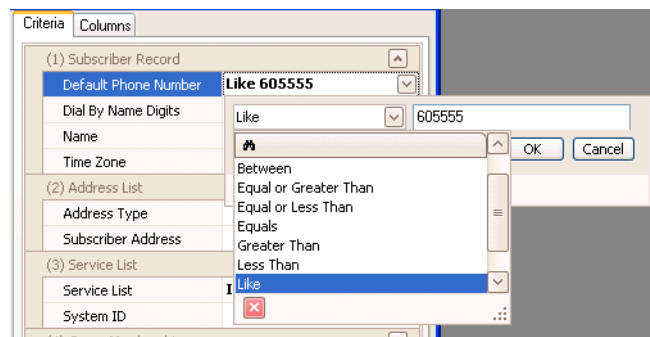 Criteria Columns
(1) Subscriber Record
Default Phone Number Like 605555
Dial By Name Digits
Like 605555
Name
OK Cancel
Time Zone
Between
(2) Address List
Equal or Greater Than
Address Type
Equal or Less Than
Equals
Subscriber Address
Greater Than
(3) Service List
Less Than
Service List
Like
System ID